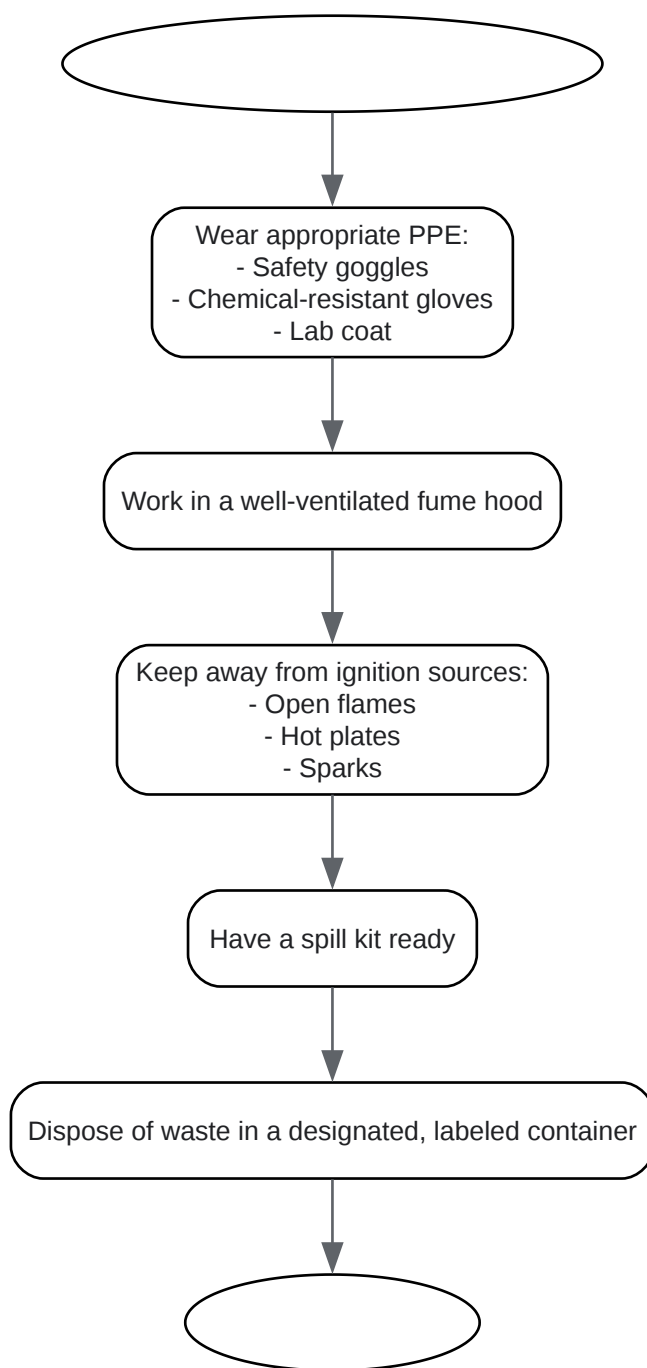 Wear appropriate PPE:
- Safety goggles
- Chemical-resistant gloves
- Lab coat
Work in a well-ventilated fume hood
Keep away from ignition sources:
- Open flames
- Hot plates
- Sparks
Have a spill kit ready
Dispose of waste in a designated, labeled container